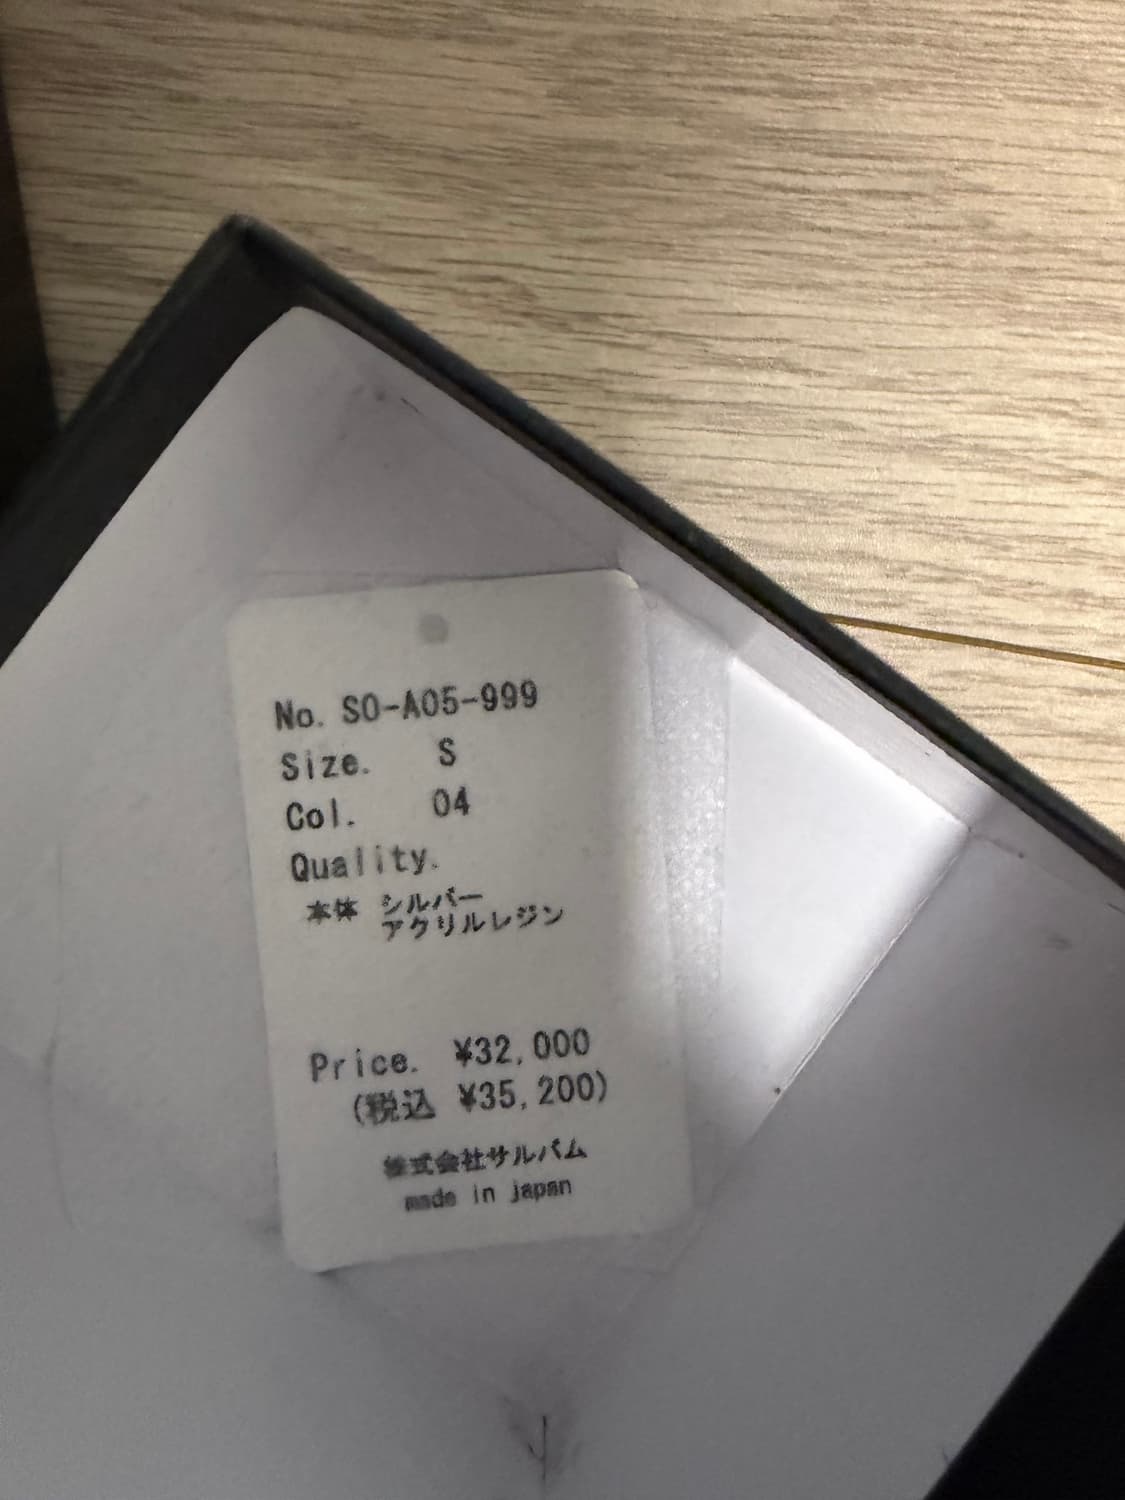 No. SO-A05-999
Size. S
Col. 04
Quality.
本体 シルバー
アクリルレジン
Price. ¥32,000
(税込 ¥35,200)
株式会社サルバム
made in japan